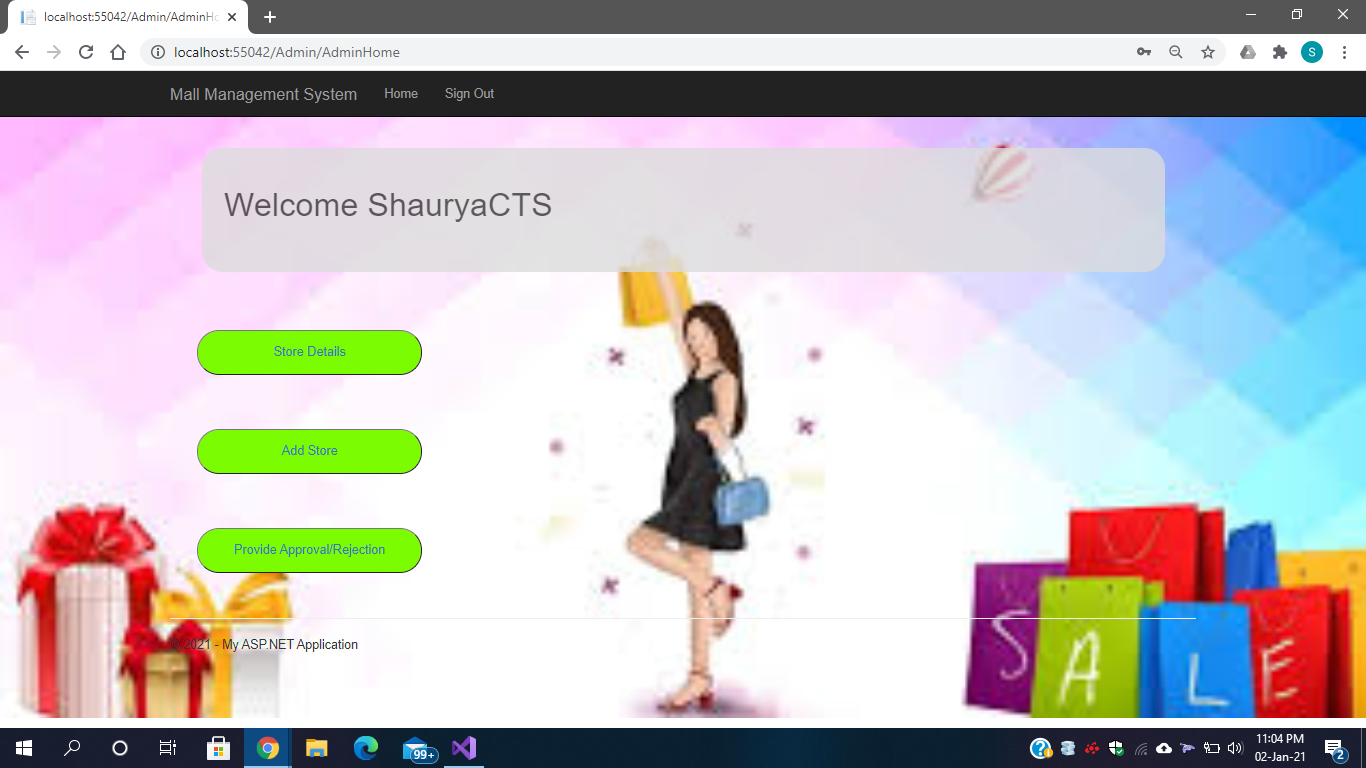 localhost:55042/Admin/AdminHo
localhost:55042/Admin/AdminHome
S
Mall Management System Home Sign Out
Welcome ShauryaCTS
Store Details
Add Store
Provide Approval/Rejection
© 2021 - My ASP.NET Application
SALE
99+
11:04 PM
02-Jan-21
2